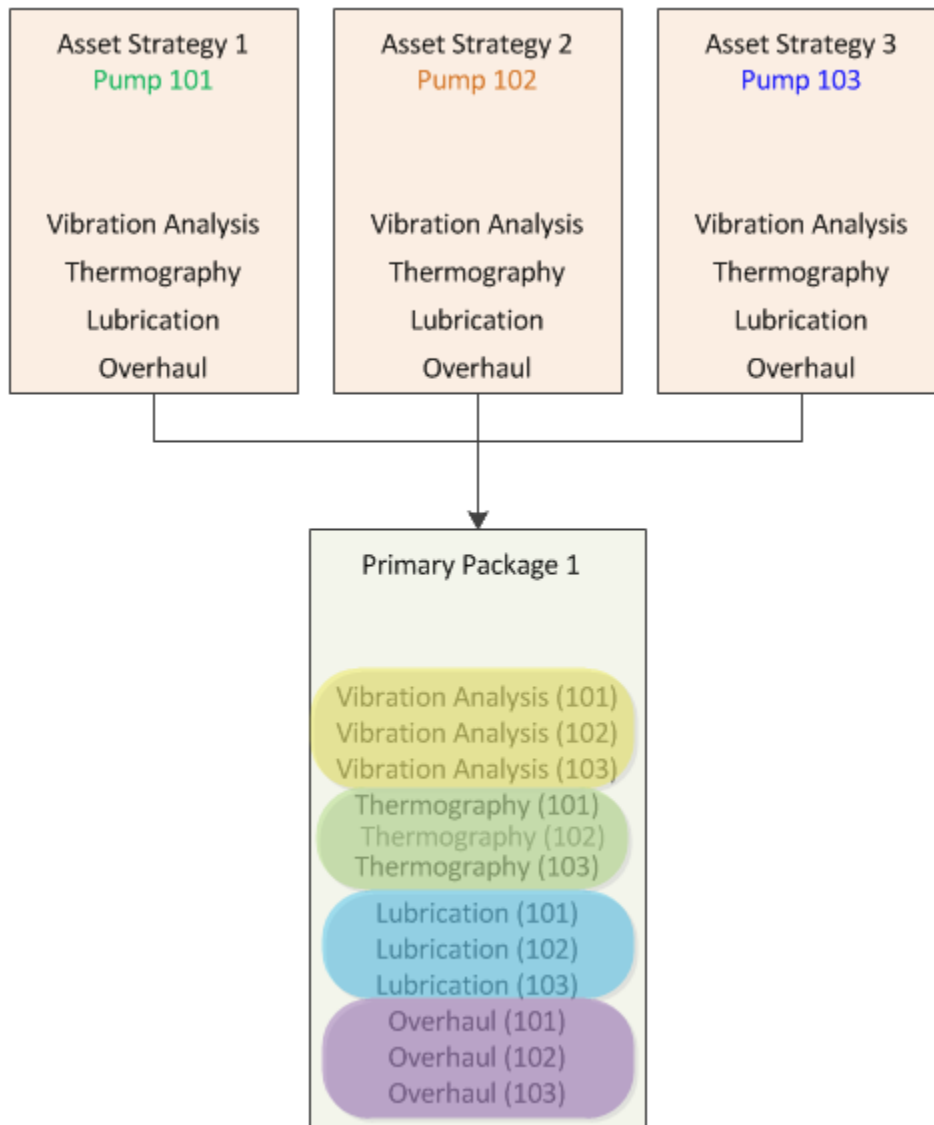 Asset Strategy 1
Pump 101
Vibration Analysis
Thermography
Lubrication
Overhaul
Asset Strategy 2
Pump 102
Vibration Analysis
Thermography
Lubrication
Overhaul
Asset Strategy 3
Pump 103
Vibration Analysis
Thermography
Lubrication
Overhaul
Primary Package 1
Vibration Analysis (101)
Vibration Analysis (102)
Vibration Analysis (103)
Thermography (101)
Thermography (102)
Thermography (103)
Lubrication (101)
Lubrication (102)
Lubrication (103)
Overhaul (101)
Overhaul (102)
Overhaul (103)